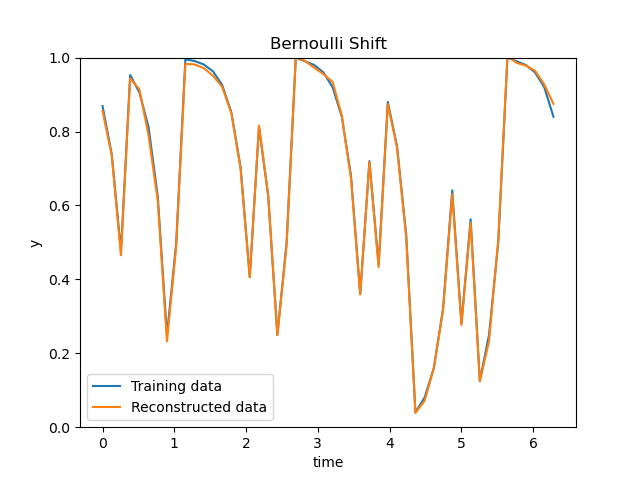 Bernoulli Shift
1.0
0.8
0.6
0.4
0.2
0.0
y
Training data
Reconstructed data
0 1 2 3 4 5 6
time